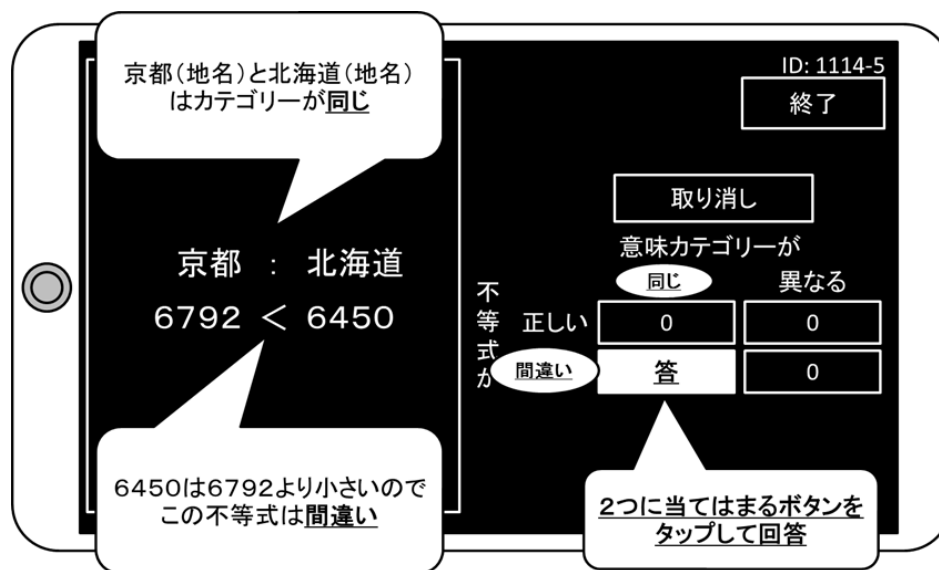 京都（地名）と北海道（地名）
はカテゴリーが同じ
ID: 1114-5
終了
取り消し
意味カテゴリーが
同じ
異なる
京都 : 北海道
6792 ＜ 6450
不等式が
正しい
0
0
間違い
答
0
6450は6792より小さいので
この不等式は間違い
2つに当てはまるボタンを
タップして回答